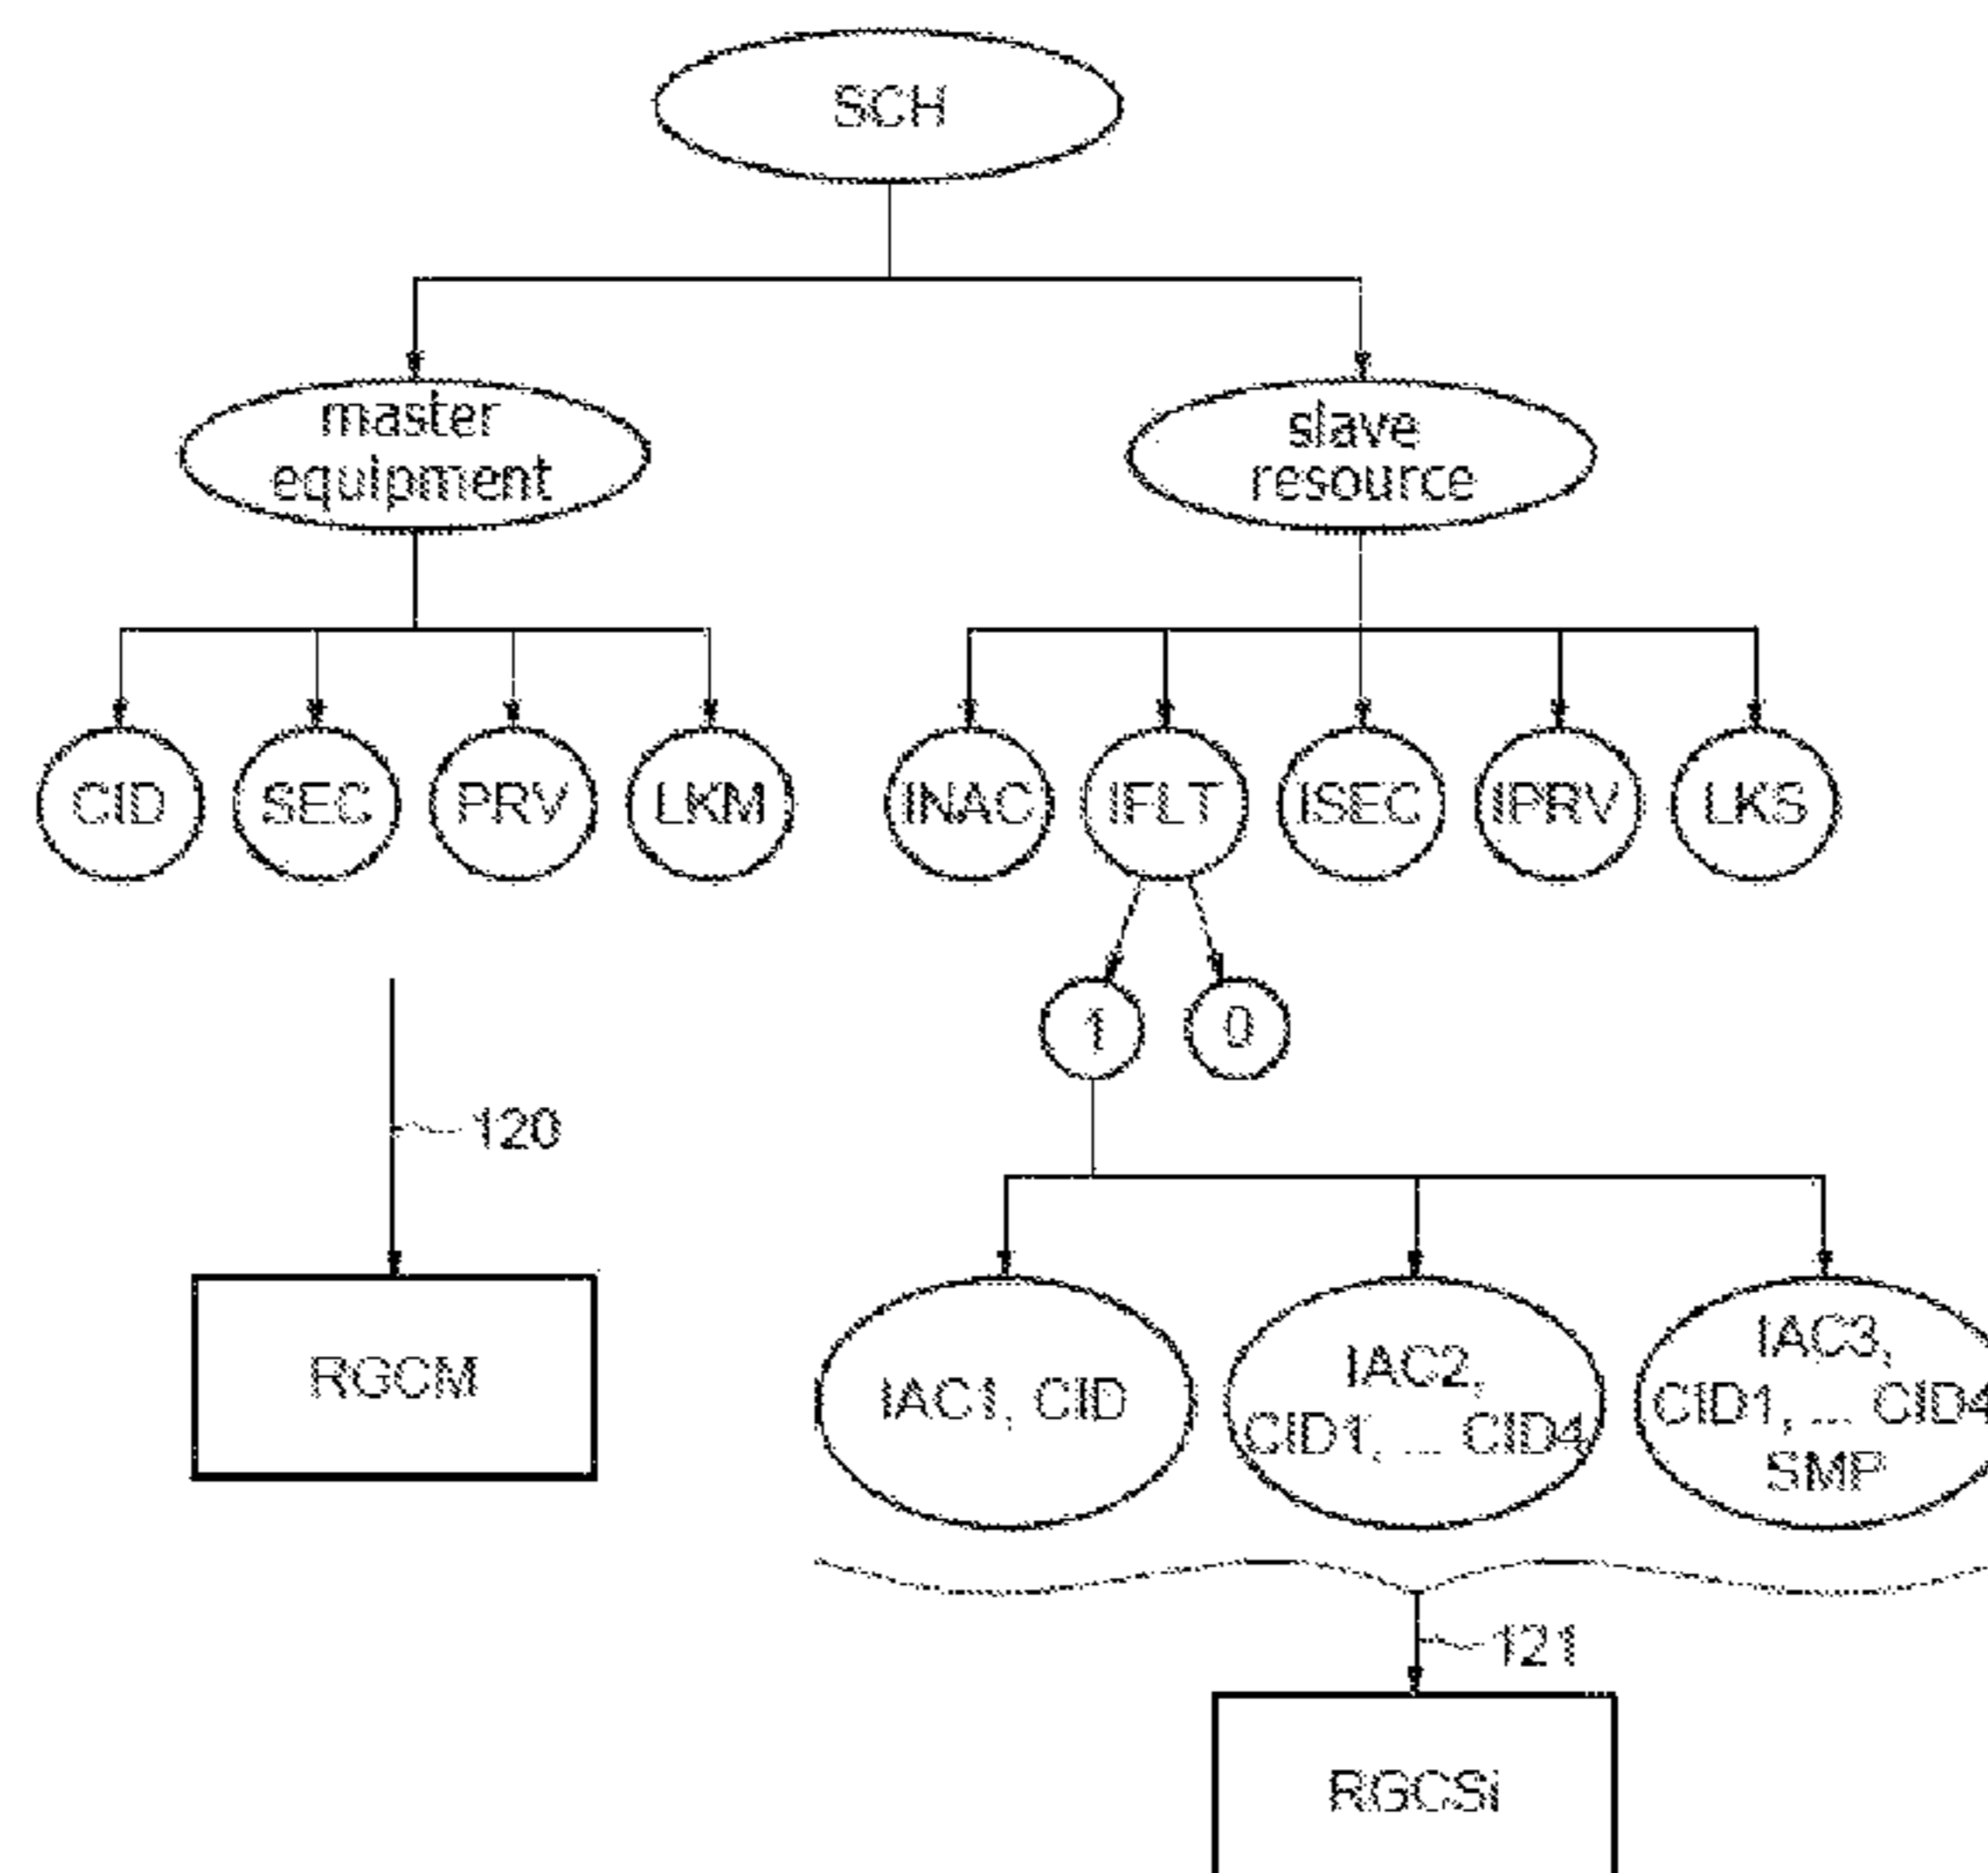 SCH
master
equipment
slave
resource
CID
SEC
PRV
LKM
INAC
IFLT
ISEC
IPRV
LKS
1
0
120
RGCM
IAC1, CID
IAC2,
CID1, ... CID4
IAC3,
CID1, ... CID4
SMP
121
RGCSi